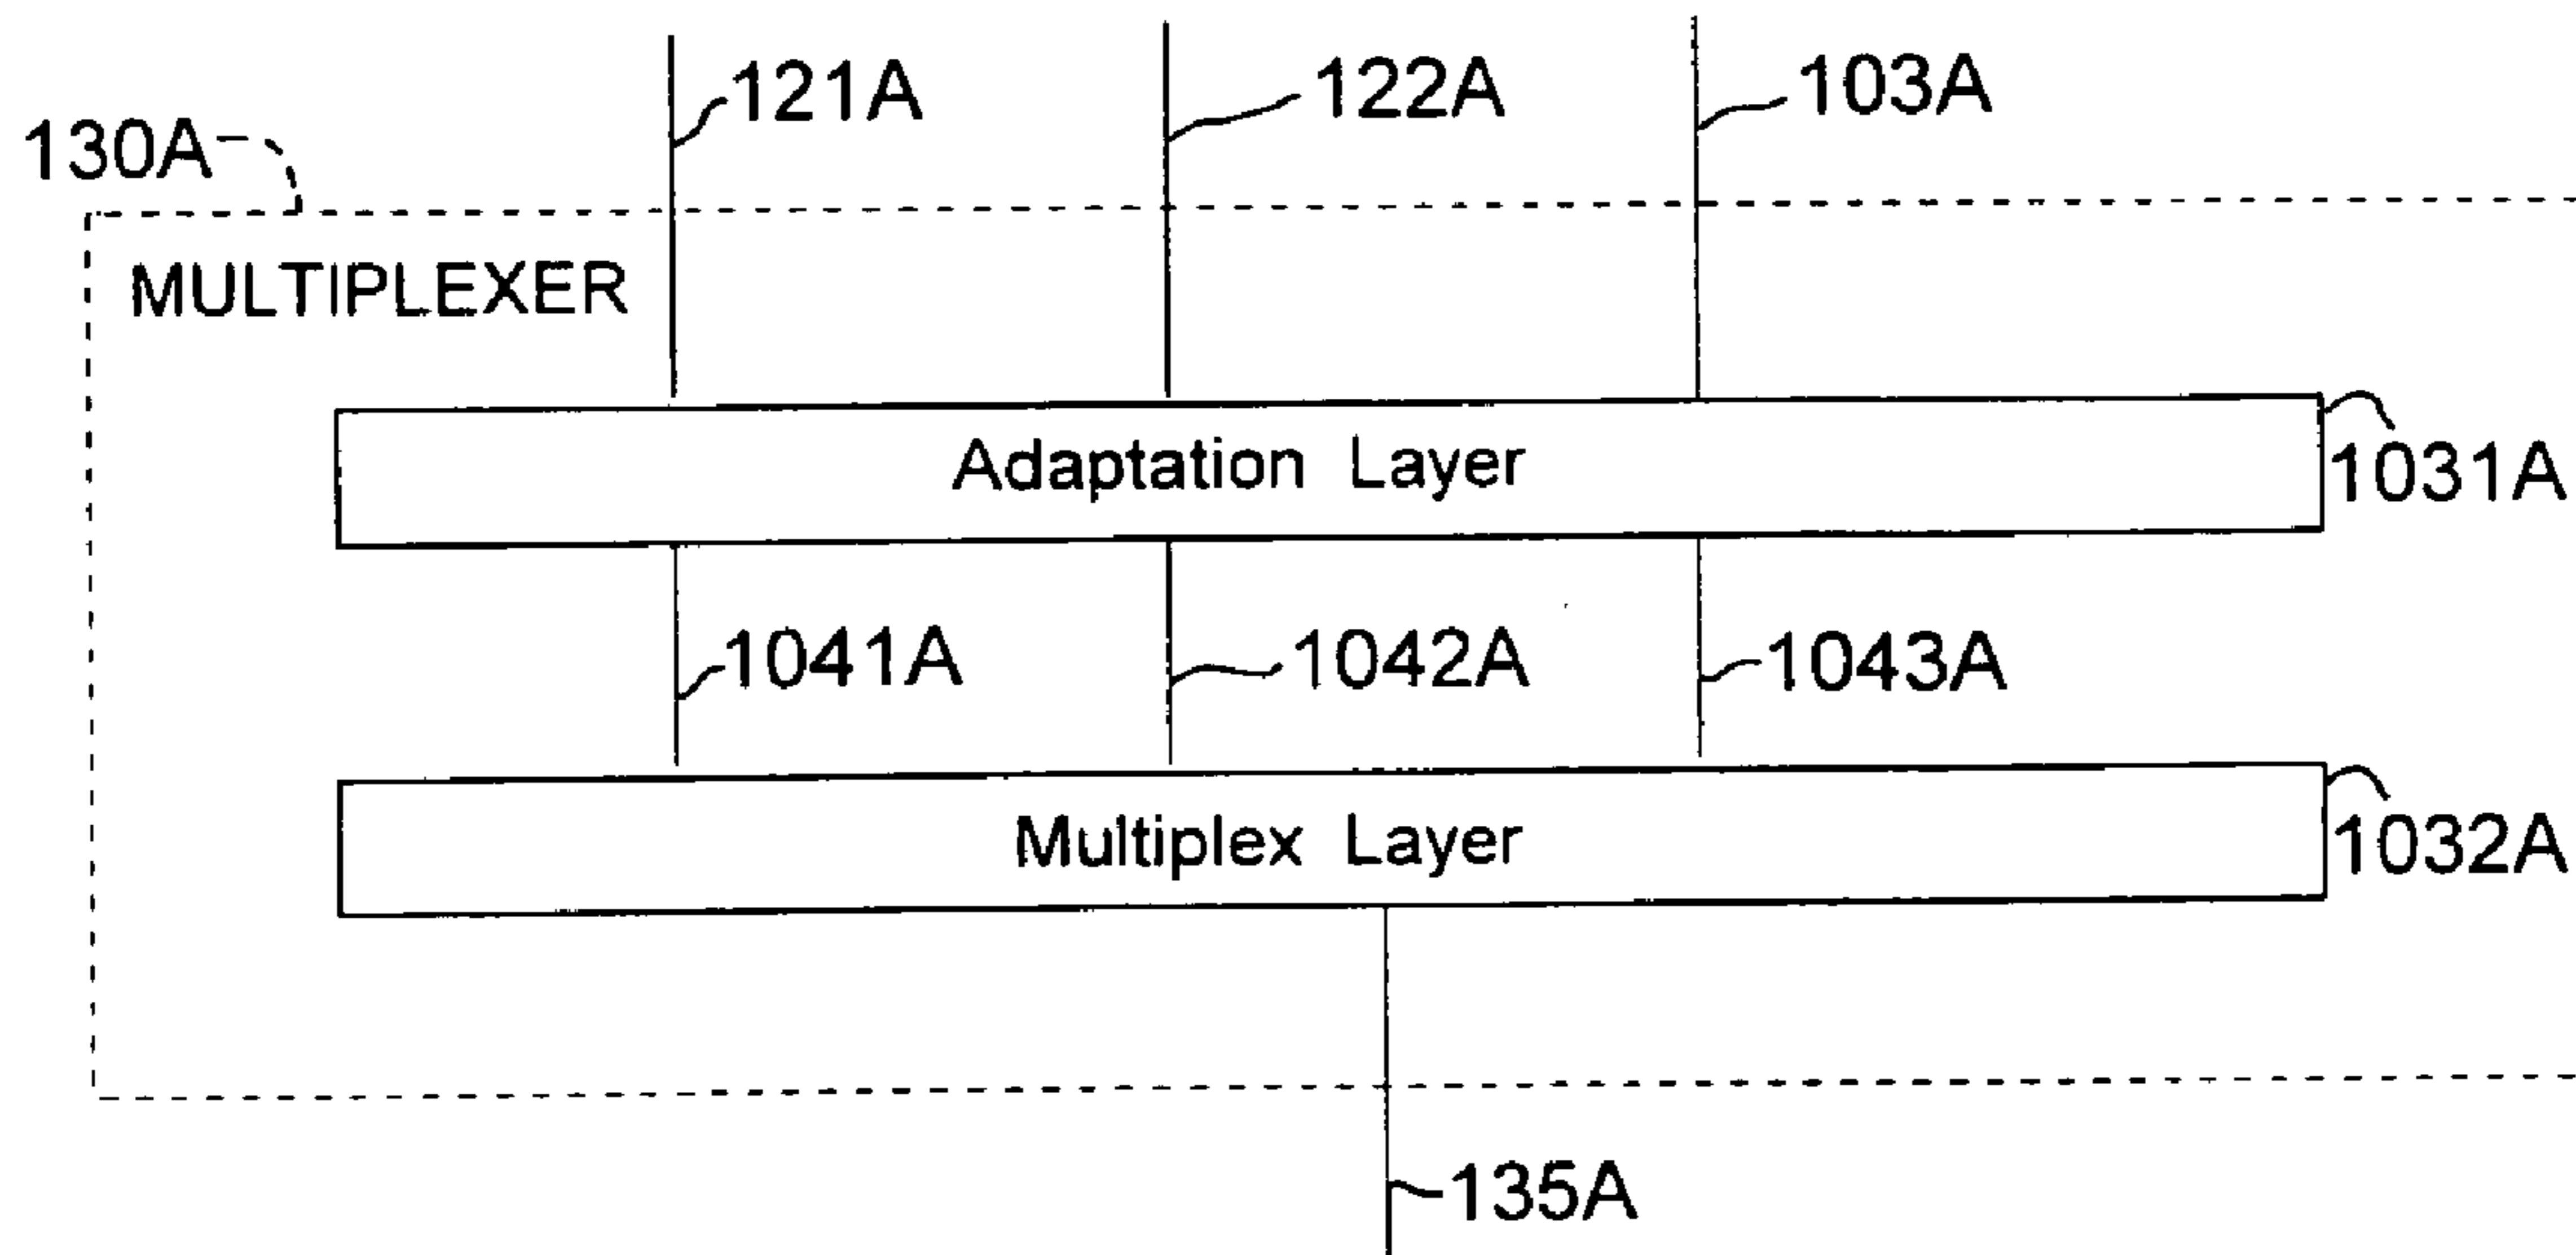 121A
122A
103A
130A
MULTIPLEXER
Adaptation Layer
1031A
1041A
1042A
1043A
Multiplex Layer
1032A
135A